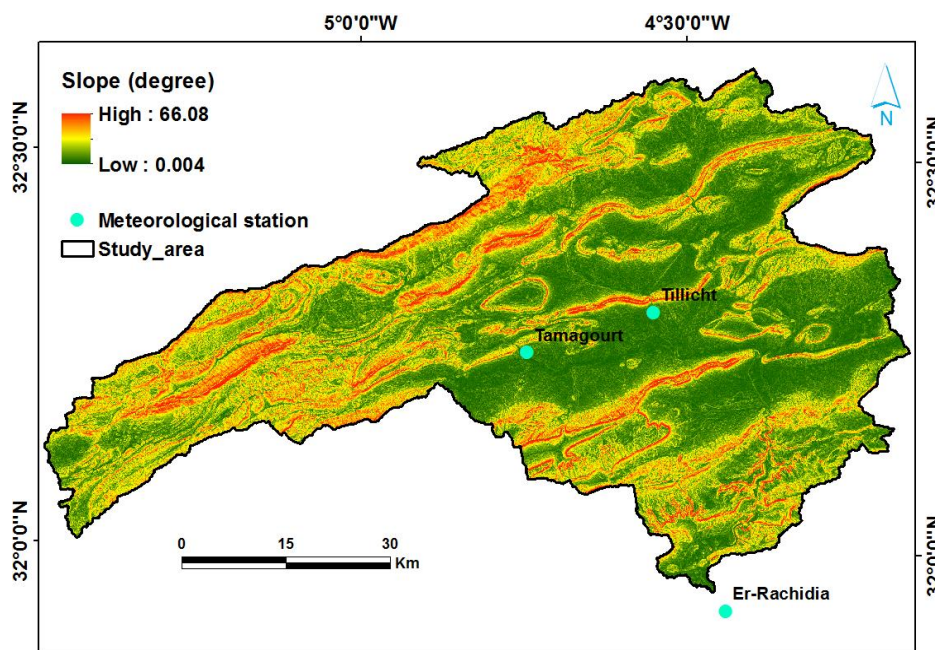 5°0'0"W
4°30'0"W
Slope (degree)
High : 66.08
Low : 0.004
N
32°30'0"N
32°30'0"N
Meteorological station
Study_area
Tillicht
Tamagourt
32°0'0"N
32°0'0"N
0
15
30
Km
Er-Rachidia